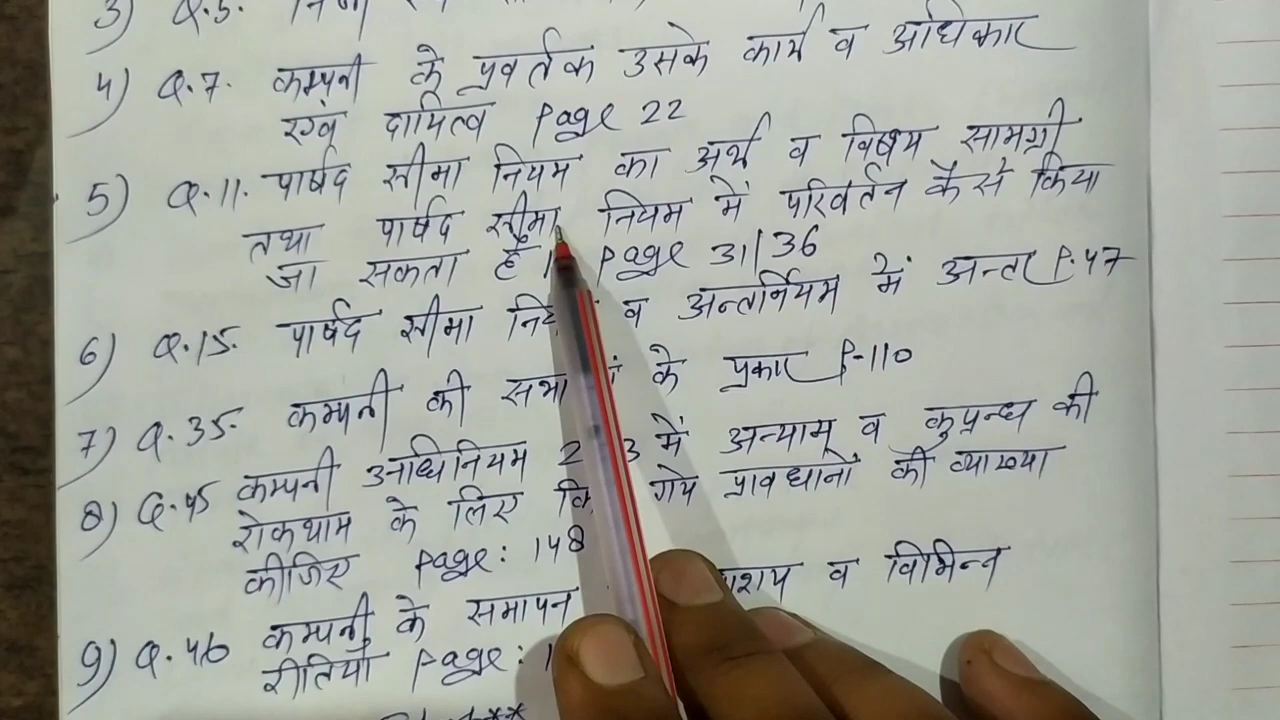 3) Q.5.
4) Q.7. कम्पनी के प्रवर्तक उसके कार्य व अधिकार
एवं दायित्व Page 22
5) Q.11. पार्षद सीमा नियम का अर्थ व विषय सामग्री
तथा पार्षद सीमा नियम में परिवर्तन कैसे किया
जा सकता है। Page 31/36
6) Q.15. पार्षद सीमा व अन्तर्नियम में अन्तर P.47
7) Q.35. कम्पनी की के प्रकार P-110
8) Q.45 कम्पनी अधिनियम में अन्याय व कुप्रबन्ध की
रोकथाम के लिए गये प्रावधानों की व्याख्या
कीजिए Page: 148
9) Q.46 कम्पनी के समापन व विभिन्न
रीतियाँ Page: